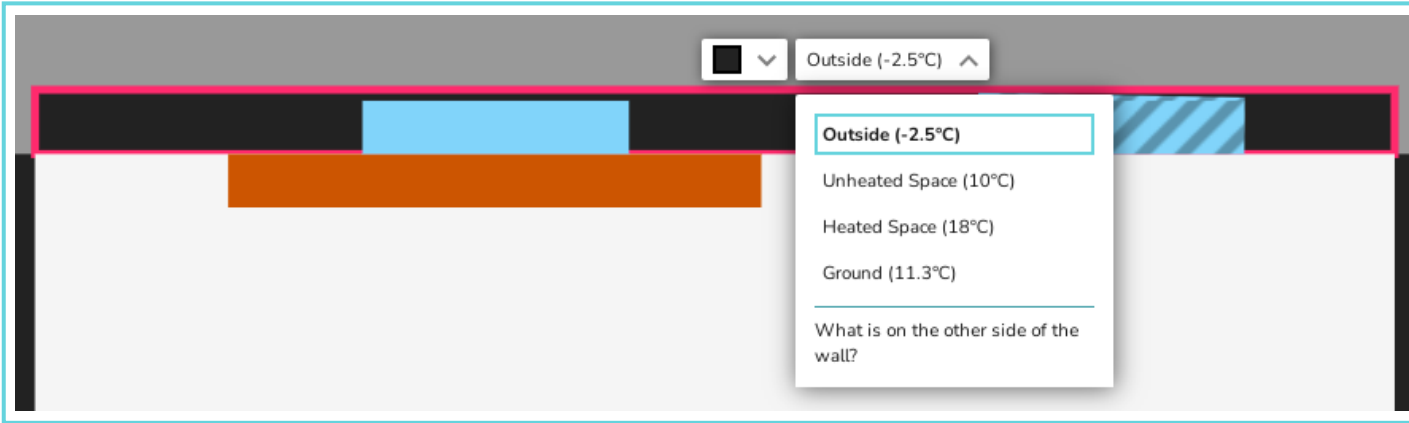 Outside (-2.5°C)
Outside (-2.5°C)
Unheated Space (10°C)
Heated Space (18°C)
Ground (11.3°C)
What is on the other side of the
wall?